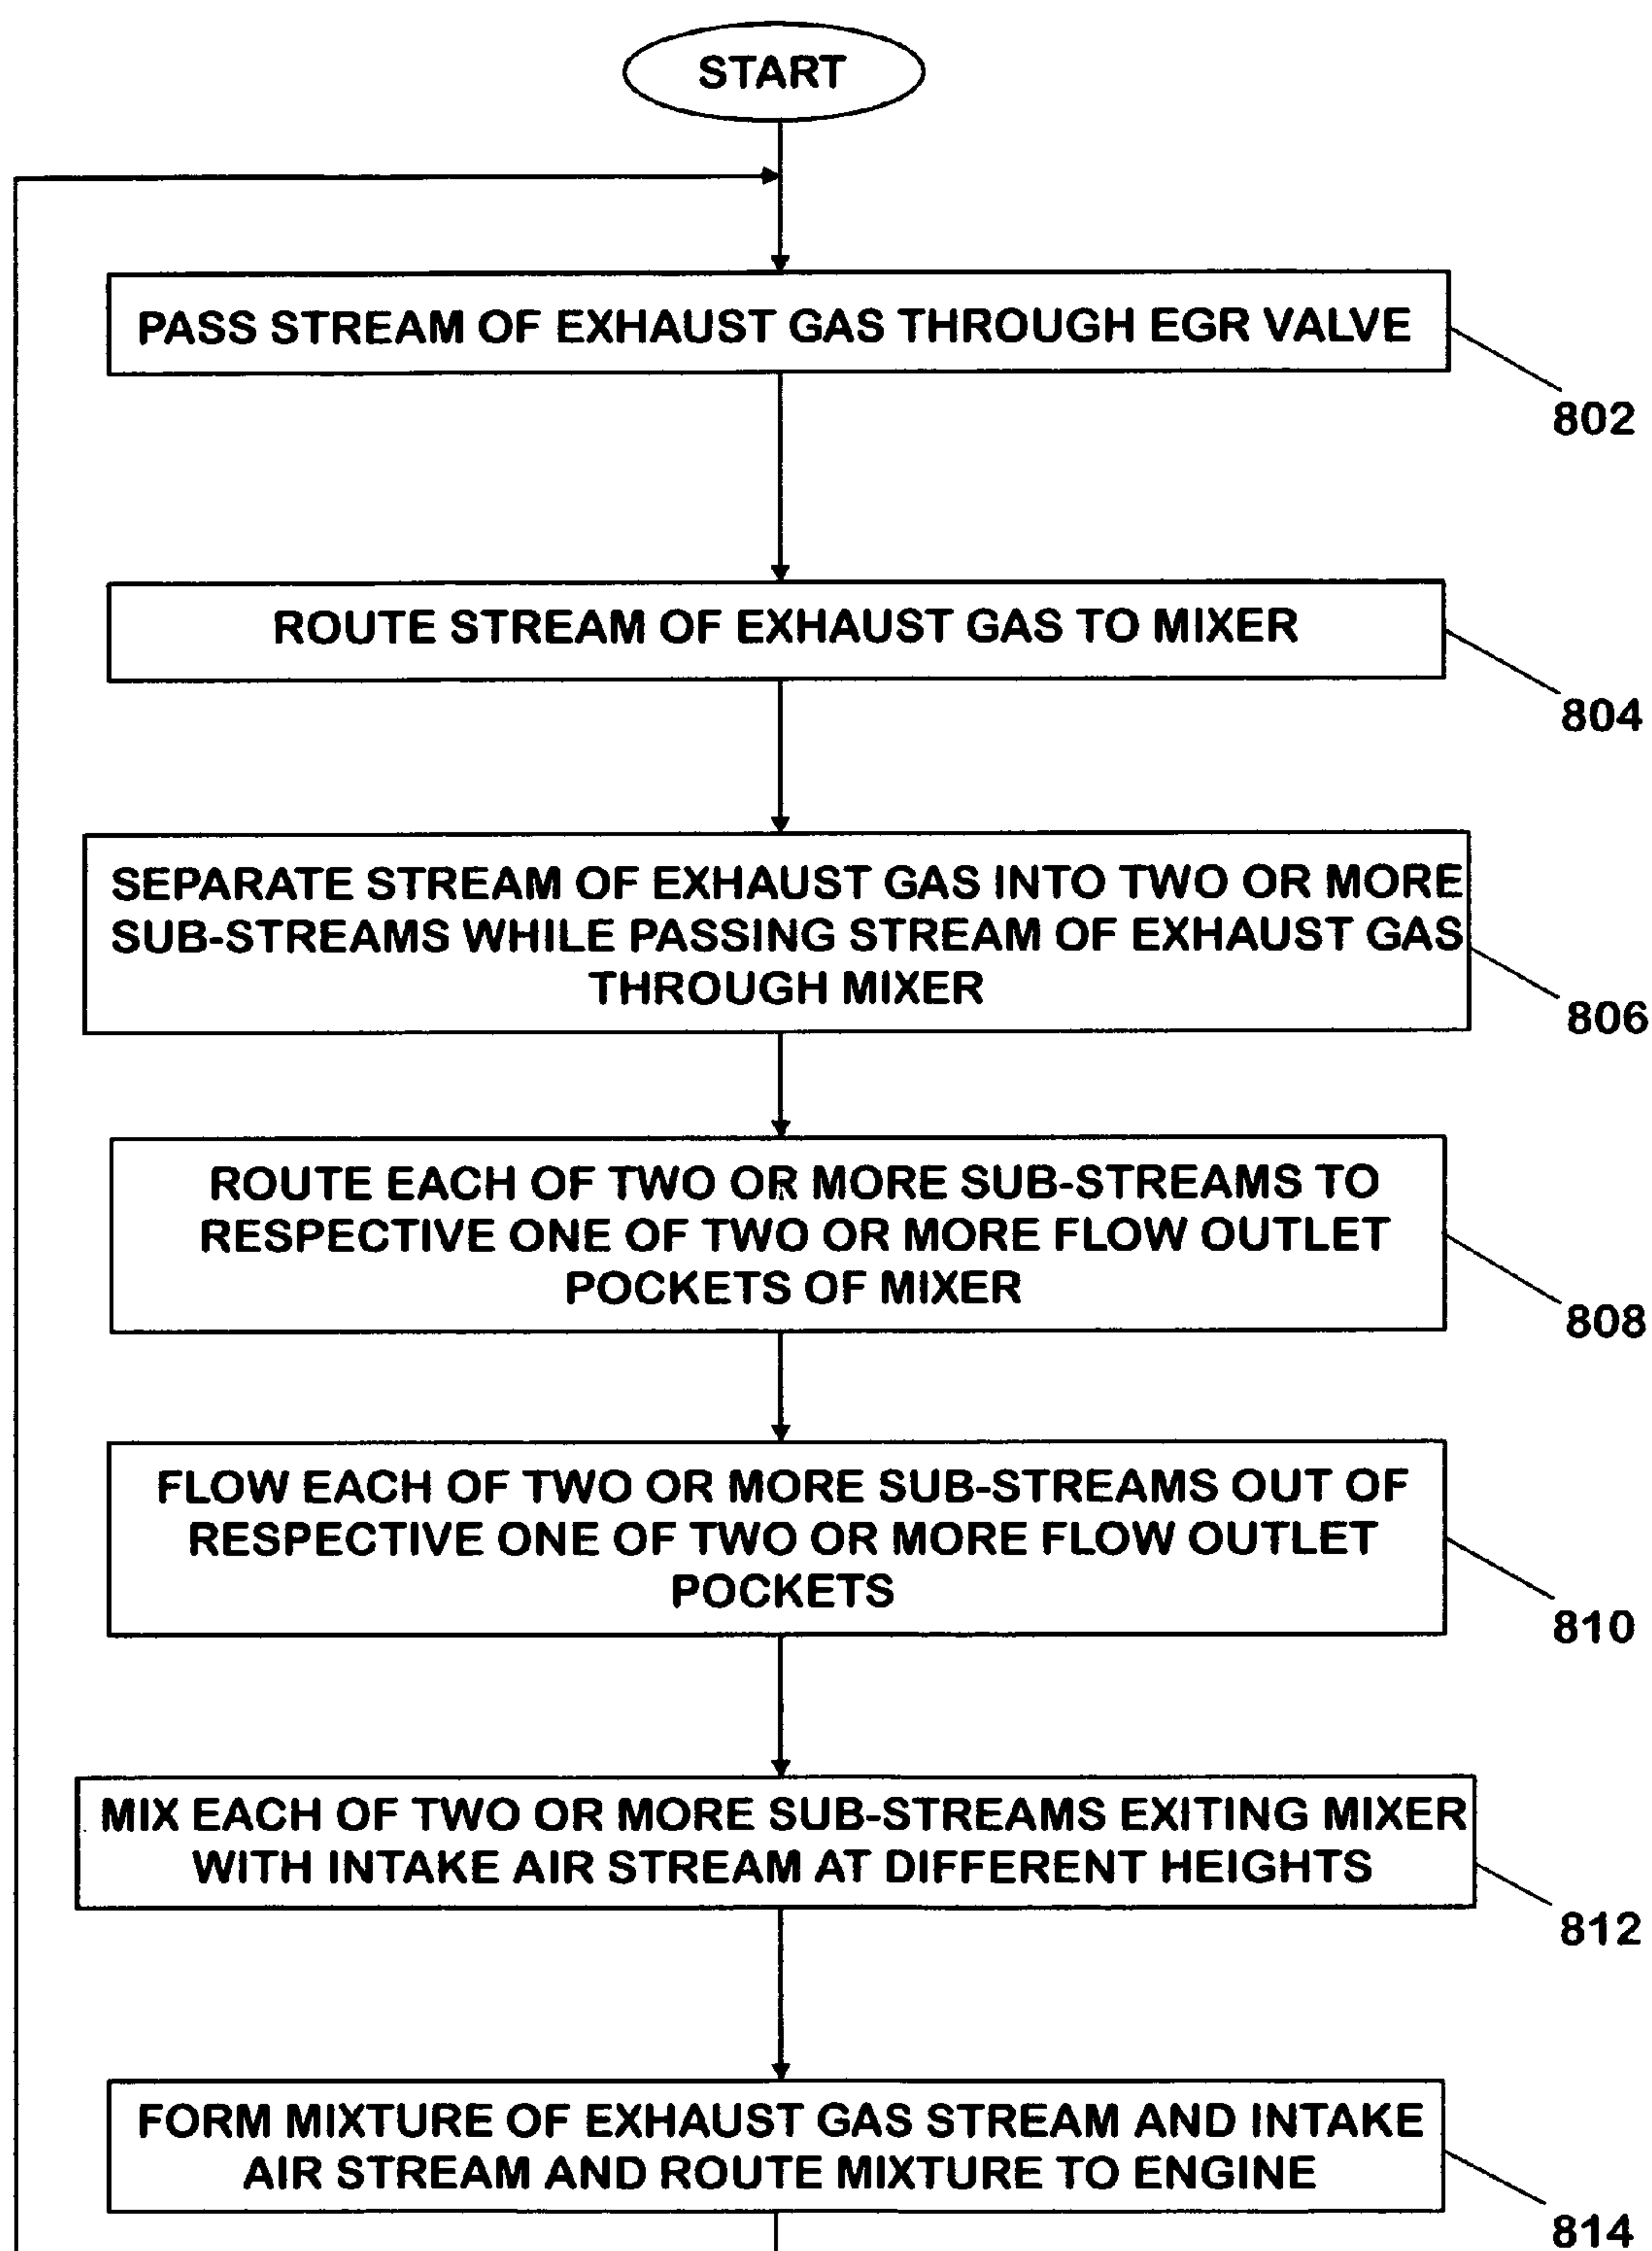 START
PASS STREAM OF EXHAUST GAS THROUGH EGR VALVE
802
ROUTE STREAM OF EXHAUST GAS TO MIXER
804
SEPARATE STREAM OF EXHAUST GAS INTO TWO OR MORE
SUB-STREAMS WHILE PASSING STREAM OF EXHAUST GAS
THROUGH MIXER
806
ROUTE EACH OF TWO OR MORE SUB-STREAMS TO
RESPECTIVE ONE OF TWO OR MORE FLOW OUTLET
POCKETS OF MIXER
808
FLOW EACH OF TWO OR MORE SUB-STREAMS OUT OF
RESPECTIVE ONE OF TWO OR MORE FLOW OUTLET
POCKETS
810
MIX EACH OF TWO OR MORE SUB-STREAMS EXITING MIXER
WITH INTAKE AIR STREAM AT DIFFERENT HEIGHTS
812
FORM MIXTURE OF EXHAUST GAS STREAM AND INTAKE
AIR STREAM AND ROUTE MIXTURE TO ENGINE
814